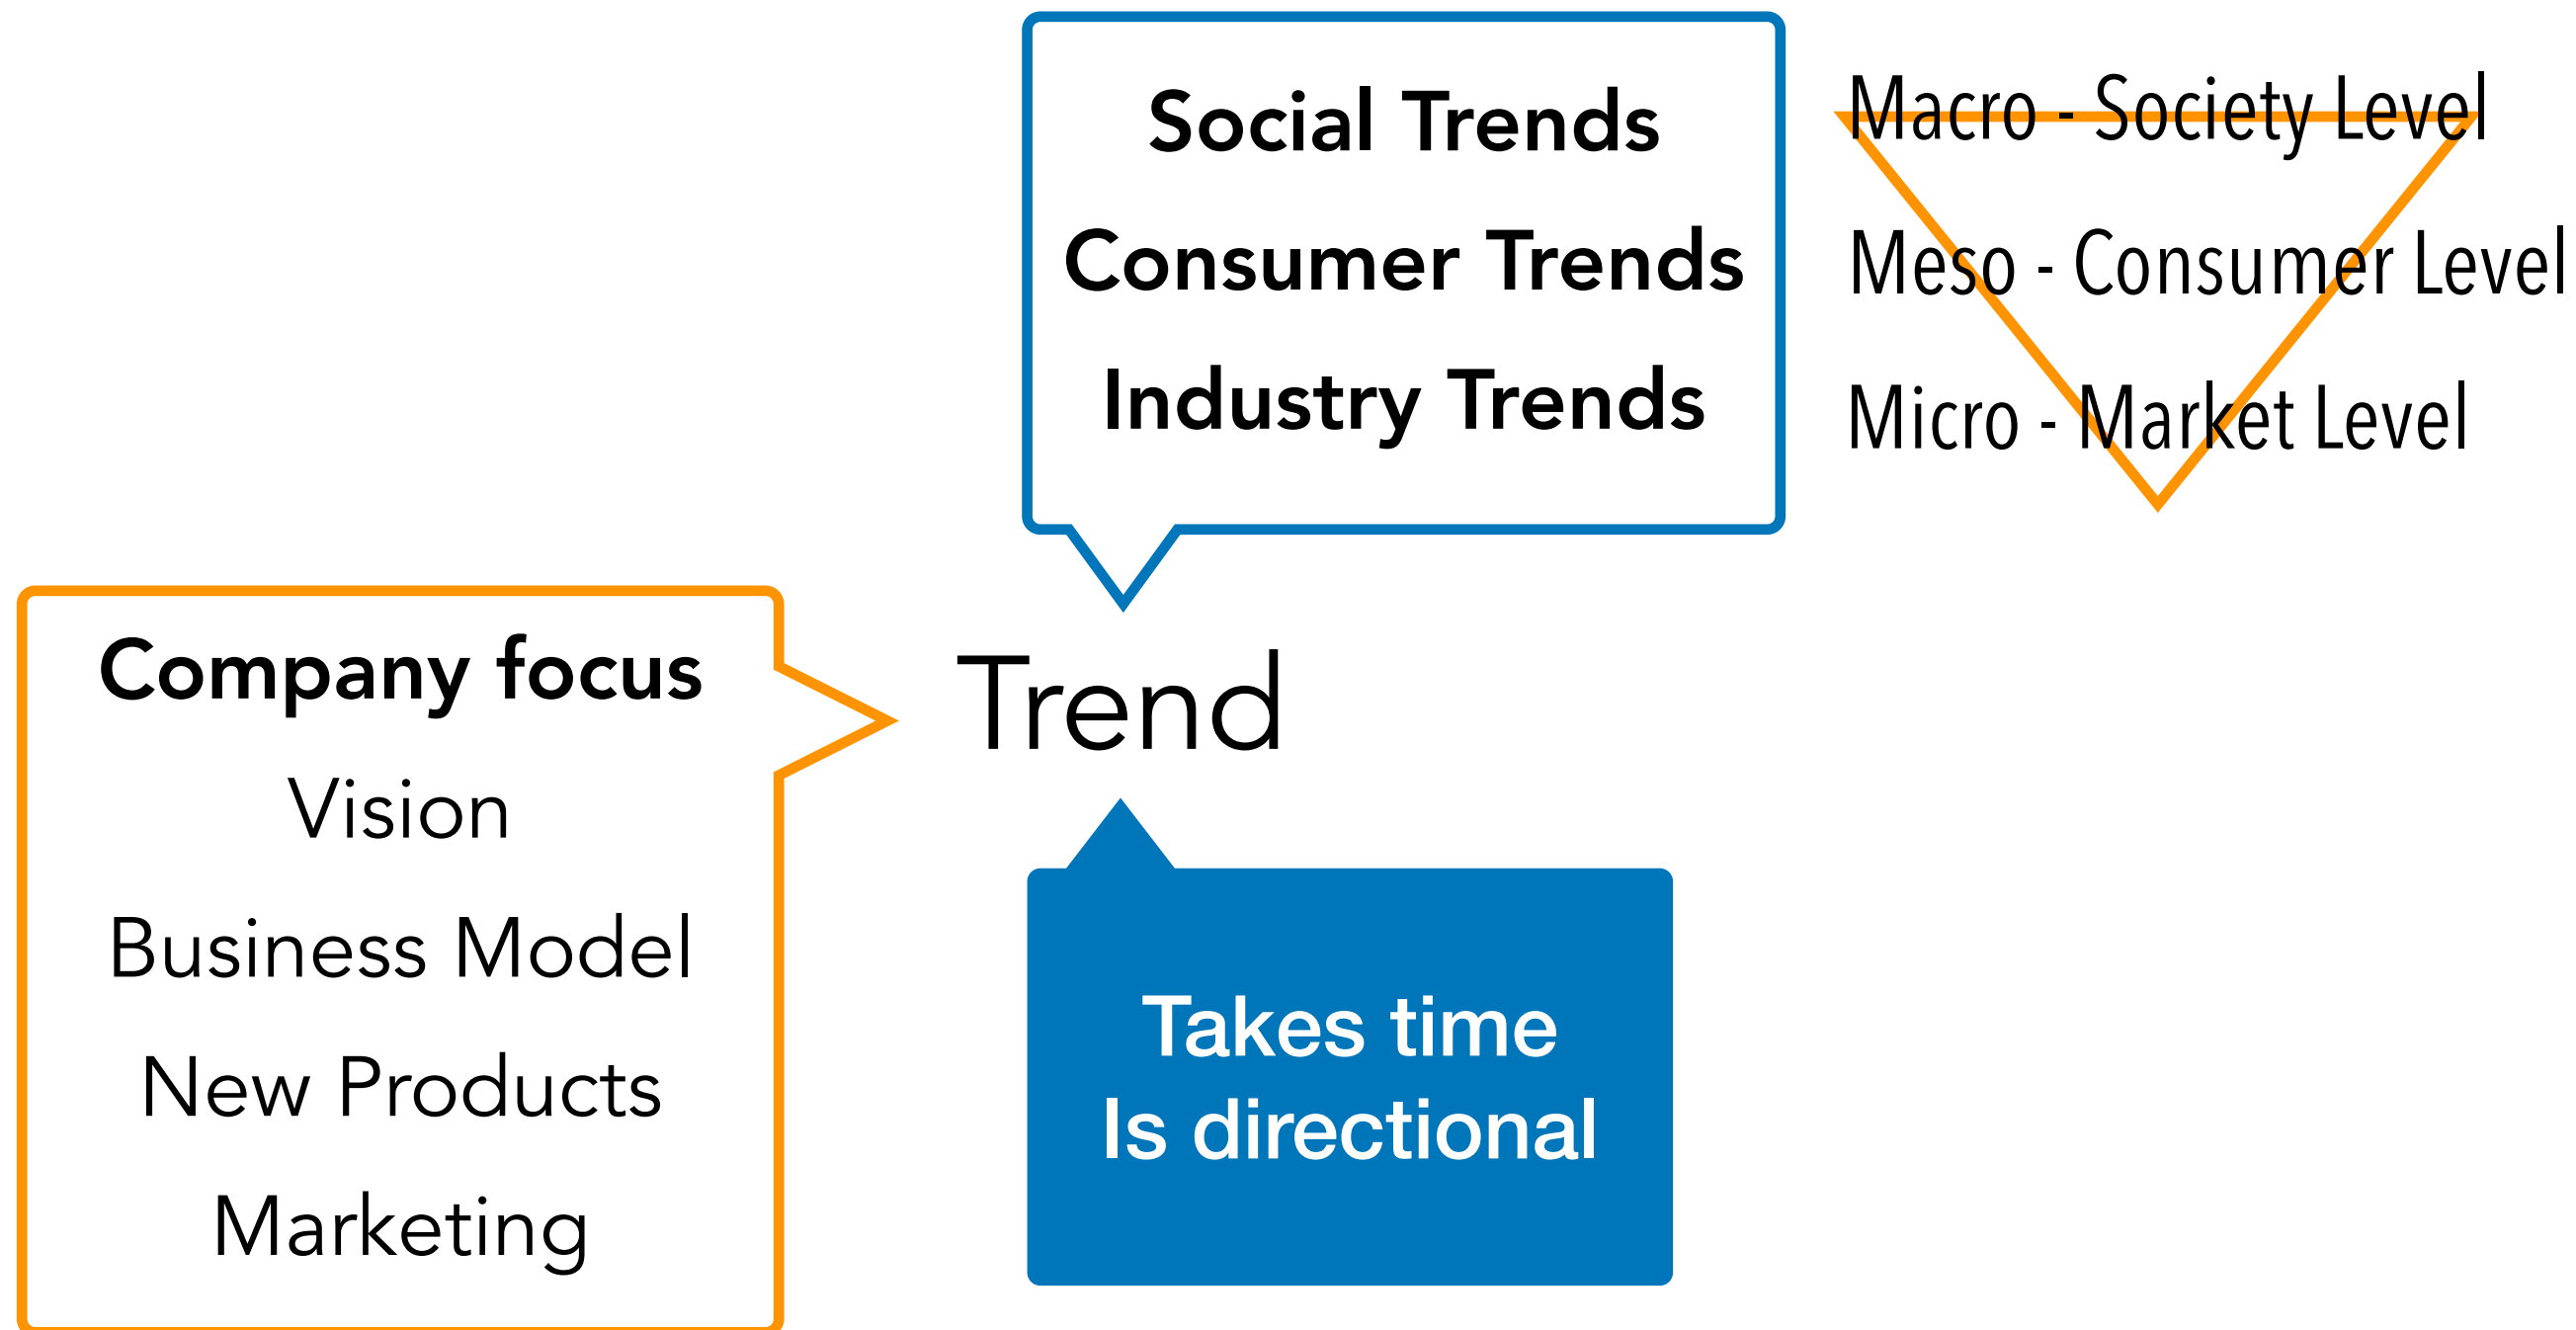 Social Trends
Consumer Trends
Industry Trends
Macro - Society Level
Meso - Consumer Level
Micro - Market Level
Company focus
Vision
Business Model
New Products
Marketing
Trend
Takes time
Is directional